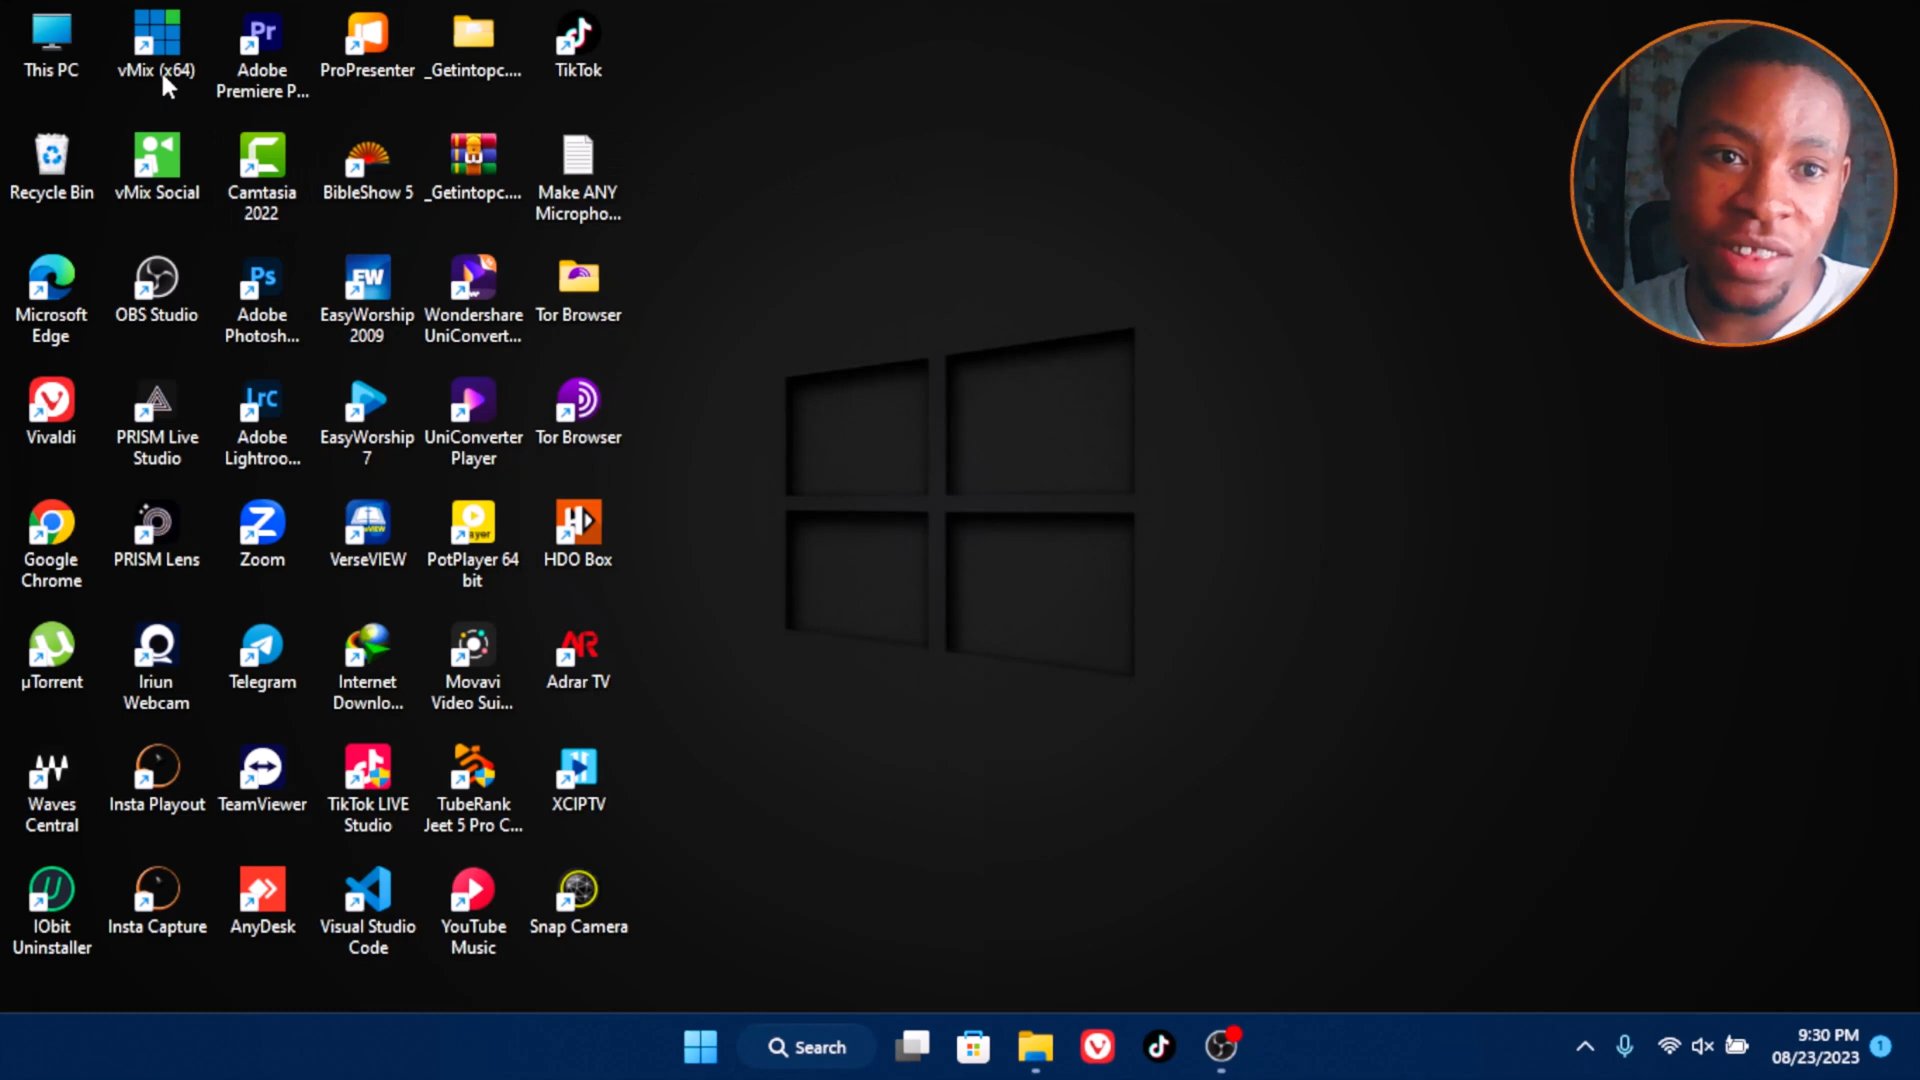 This PC
vMix (x64)
Adobe
Premiere P...
ProPresenter
_Getintopc....
TikTok
Recycle Bin
vMix Social
Camtasia
2022
BibleShow 5
_Getintopc....
Make ANY
Micropho...
Microsoft
Edge
OBS Studio
Adobe
Photosh...
EasyWorship
2009
Wondershare
UniConvert...
Tor Browser
Vivaldi
PRISM Live
Studio
Adobe
Lightroo...
EasyWorship
7
UniConverter
Player
Tor Browser
Google
Chrome
PRISM Lens
Zoom
VerseVIEW
PotPlayer 64
bit
HDO Box
µTorrent
Iriun
Webcam
Telegram
Internet
Downlo...
Movavi
Video Sui...
Adrar TV
Waves
Central
Insta Playout
TeamViewer
TikTok LIVE
Studio
TubeRank
Jeet 5 Pro C...
XCIPTV
IObit
Uninstaller
Insta Capture
AnyDesk
Visual Studio
Code
YouTube
Music
Snap Camera
Search
9:30 PM
08/23/2023
1